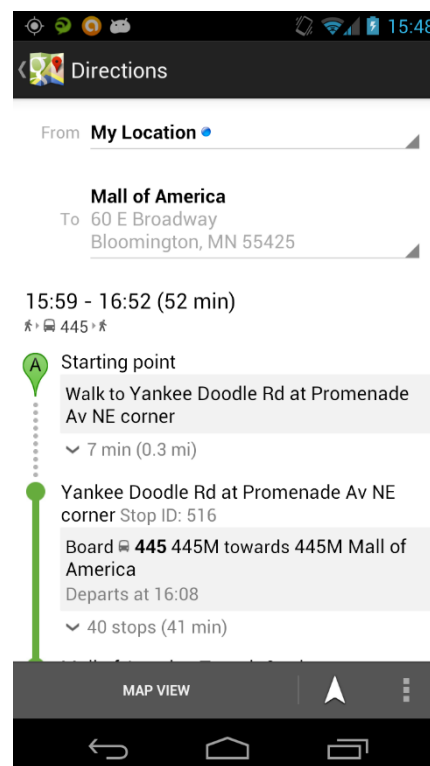 15:48
Directions
From My Location
Mall of America
To 60 E Broadway
Bloomington, MN 55425
15:59 - 16:52 (52 min)
445
A Starting point
Walk to Yankee Doodle Rd at Promenade
Av NE corner
7 min (0.3 mi)
Yankee Doodle Rd at Promenade Av NE
corner Stop ID: 516
Board 445 445M towards 445M Mall of
America
Departs at 16:08
40 stops (41 min)
MAP VIEW